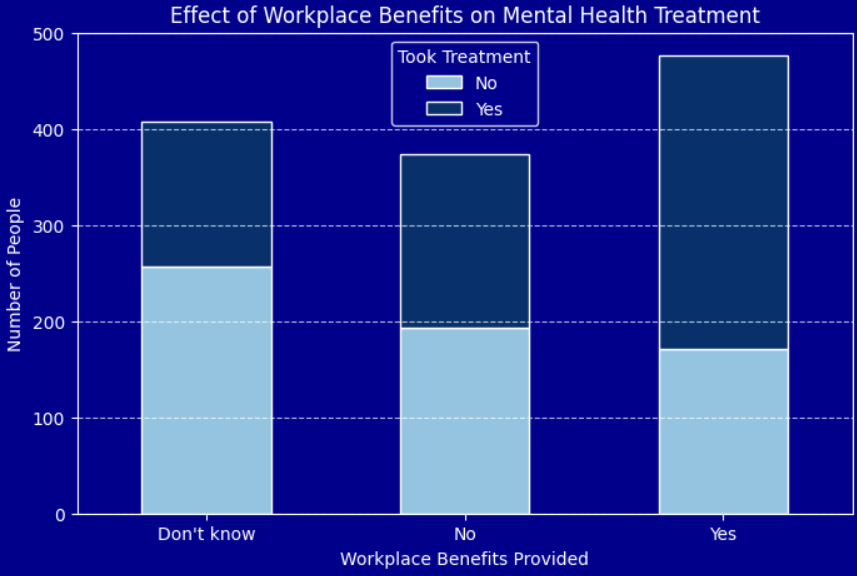 Effect of Workplace Benefits on Mental Health Treatment
500
400
300
200
100
0
Number of People
Took Treatment
No
Yes
Don't know
No
Yes
Workplace Benefits Provided